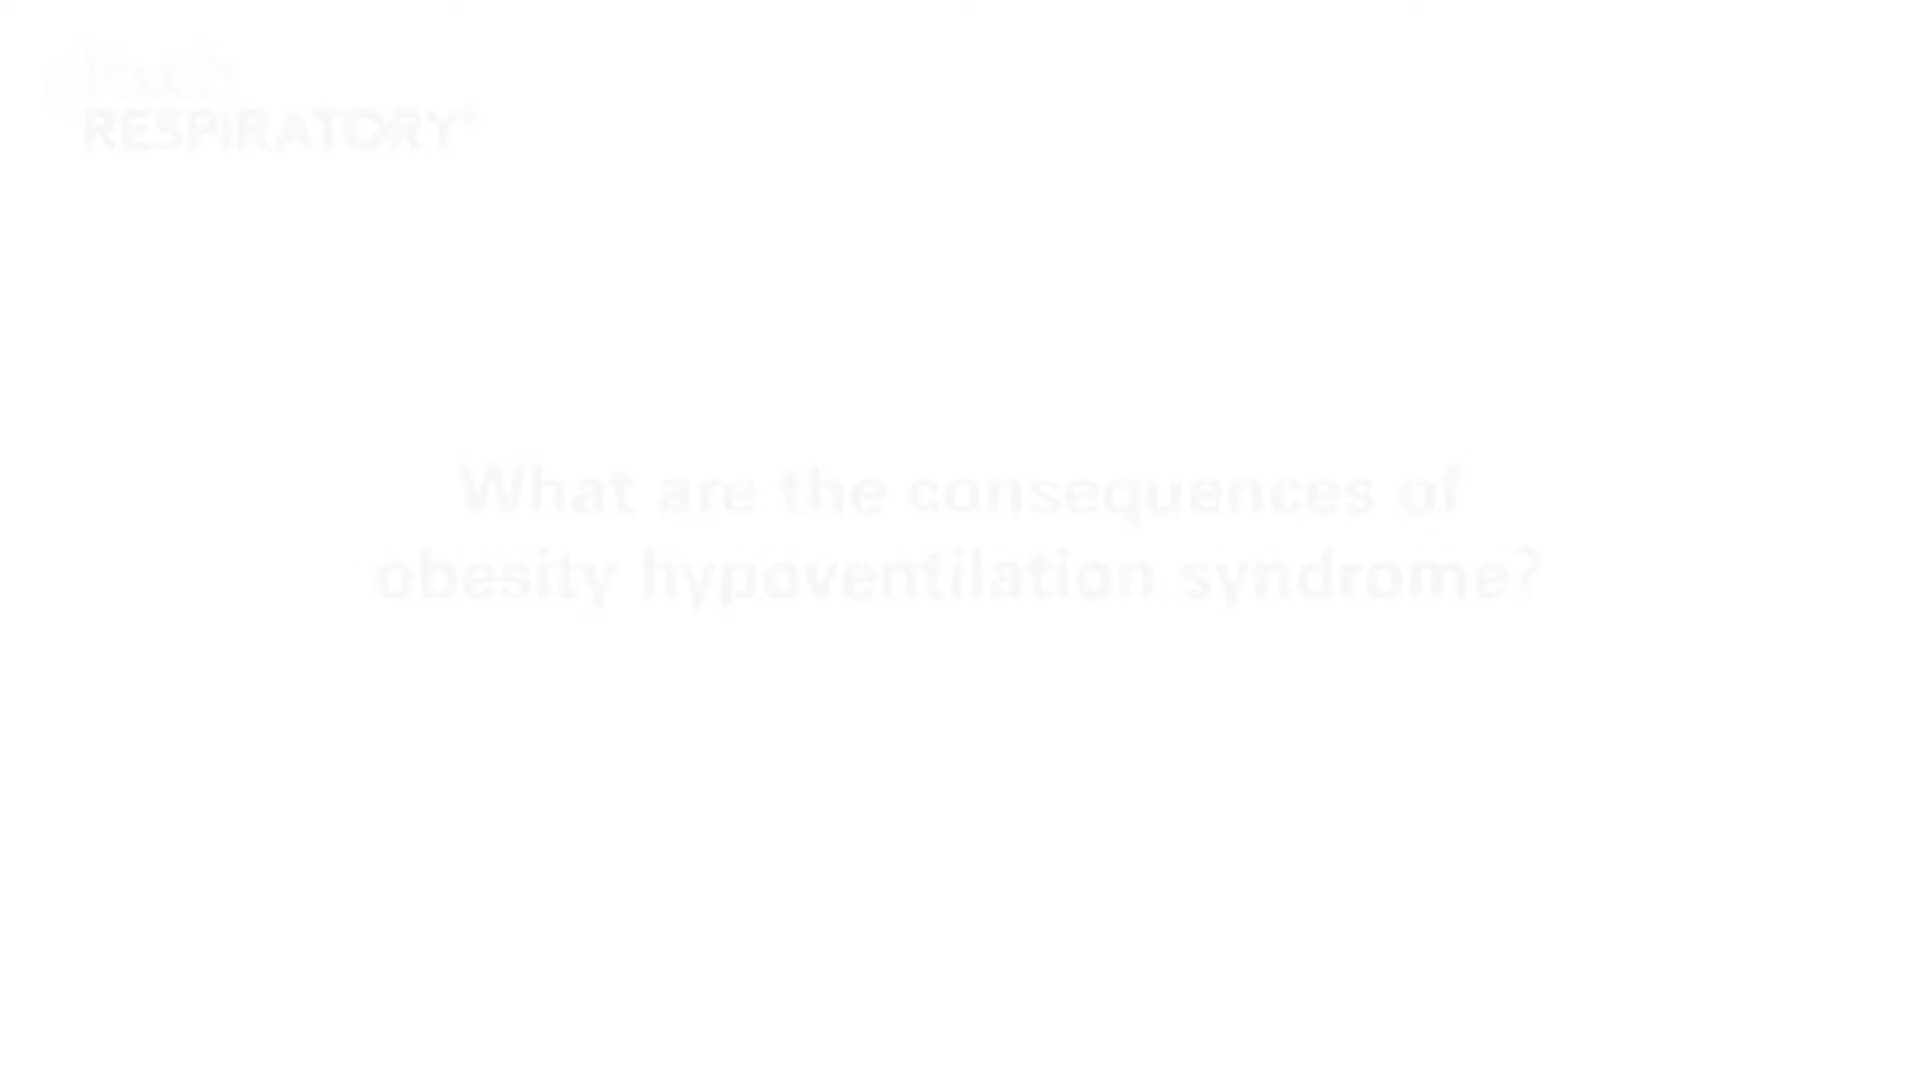 touch
RESPIRATORY
What are the consequences of
obesity hypoventilation syndrome?